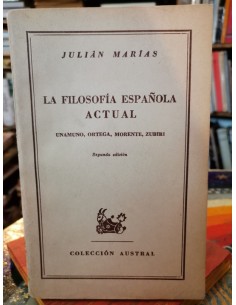 JULIÁN MARÍAS
LA FILOSOFÍA ESPAÑOLA
ACTUAL
UNAMUNO, ORTEGA, MORENTE, ZUBIRI
Segunda edición
COLECCIÓN AUSTRAL